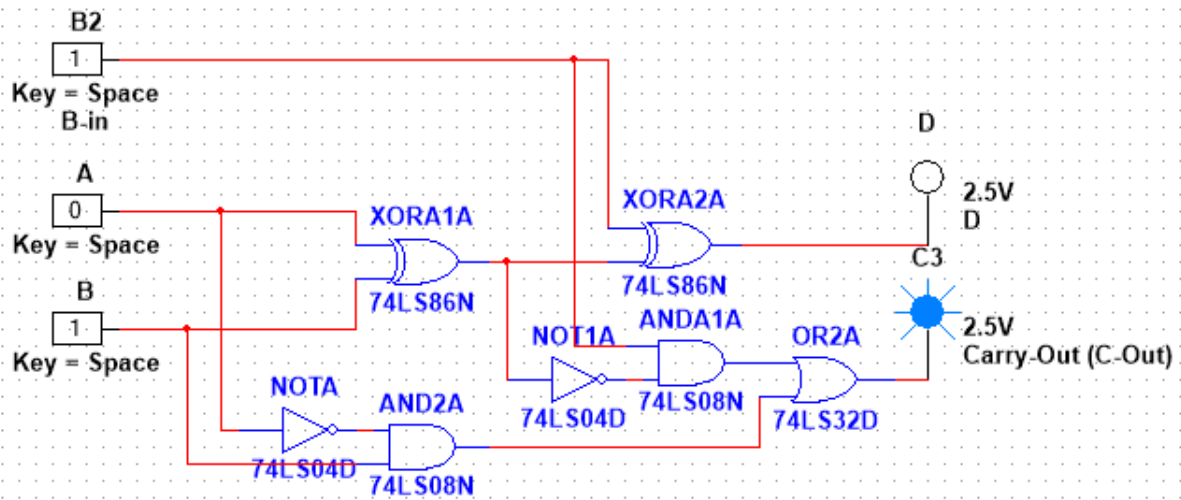 B2
1
Key = Space
B-in
A
0
Key = Space
B
1
Key = Space
XORA1A
74LS86N
XORA2A
74LS86N
NOTA
74LS04D
AND2A
74LS08N
NOT1A
74LS04D
ANDA1A
74LS08N
OR2A
74LS32D
D
2.5V
D
C3
2.5V
Carry-Out (C-Out)